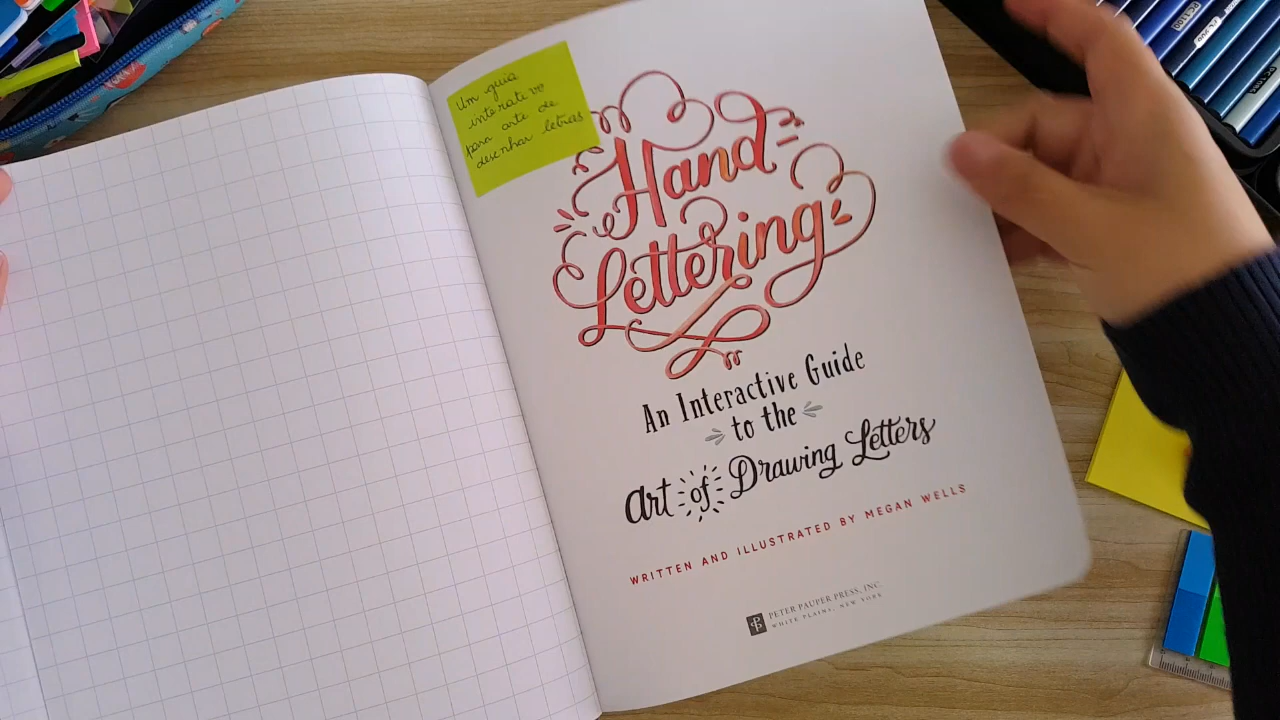 Um guia
interativo
para arte de
desenhar letras
Hand
Lettering
An Interactive Guide
to the
Art of Drawing Letters
WRITTEN AND ILLUSTRATED BY MEGAN WELLS
PETER PAUPER PRESS, INC.
WHITE PLAINS, NEW YORK
PC1100